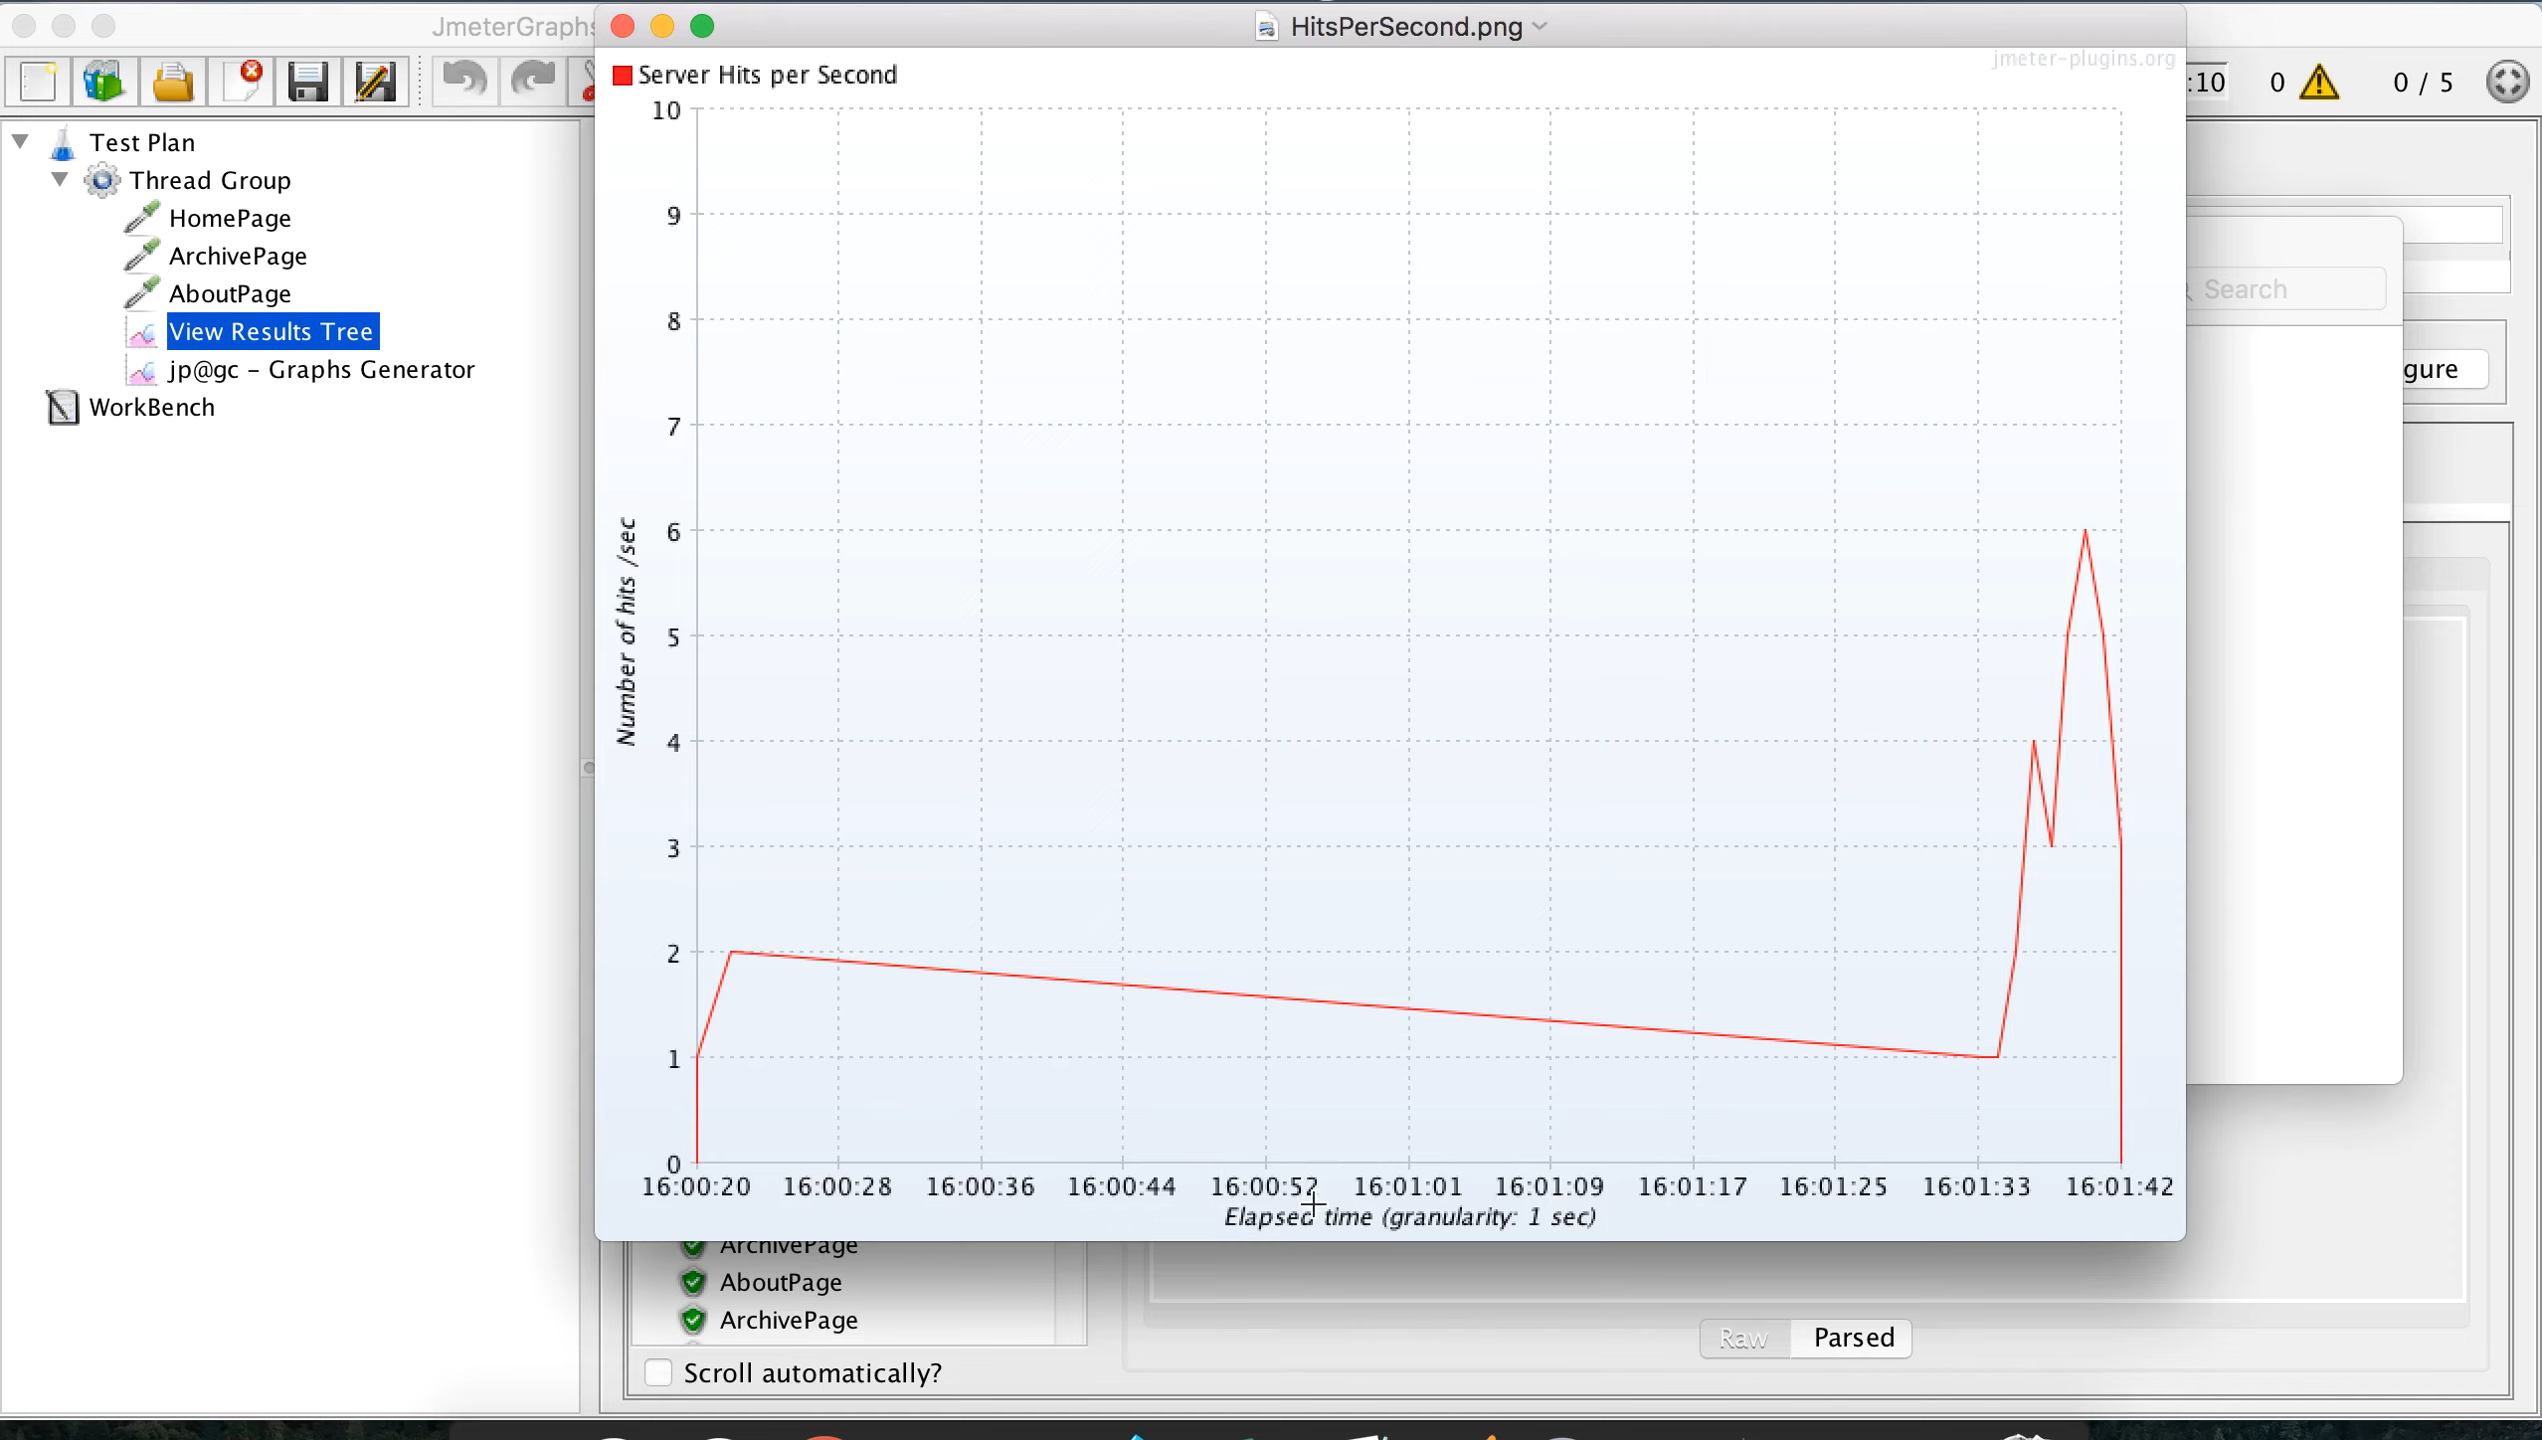 JmeterGraphs
HitsPerSecond.png
jmeter-plugins.org
Server Hits per Second
:10
0
0 / 5
Test Plan
Thread Group
HomePage
ArchivePage
AboutPage
View Results Tree
jp@gc – Graphs Generator
WorkBench
Search
gure
10
9
8
7
6
5
4
3
2
1
0
Number of hits /sec
16:00:20 16:00:28 16:00:36 16:00:44 16:00:52 16:01:01 16:01:09 16:01:17 16:01:25 16:01:33 16:01:42
Elapsed time (granularity: 1 sec)
ArchivePage
AboutPage
ArchivePage
Raw Parsed
Scroll automatically?